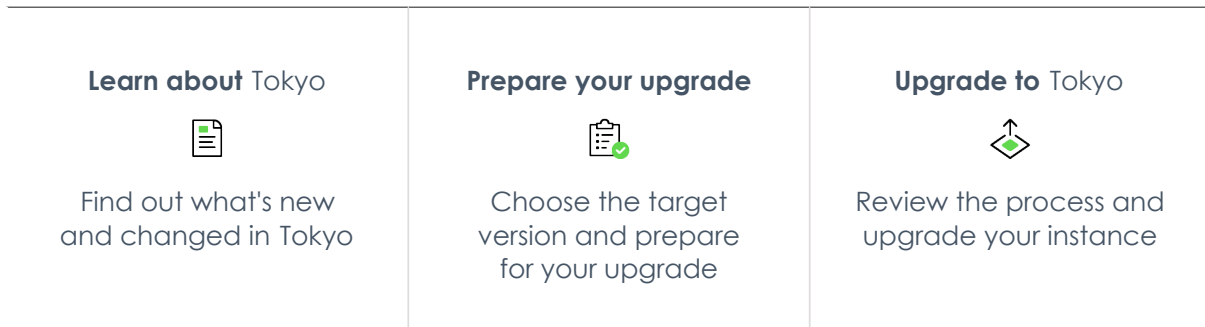 Learn about Tokyo
Find out what's new
and changed in Tokyo
Prepare your upgrade
Choose the target
version and prepare
for your upgrade
Upgrade to Tokyo
Review the process and
upgrade your instance